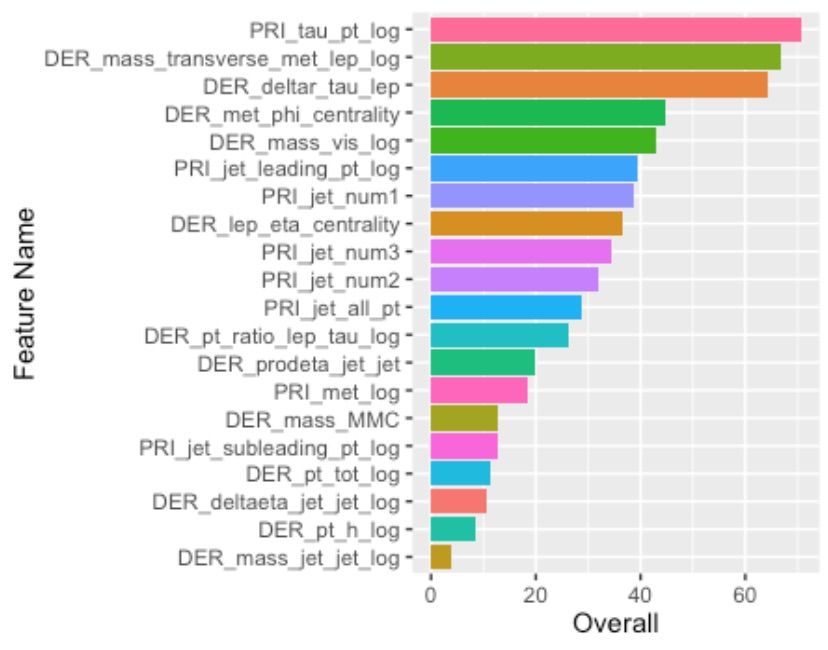 PRI_tau_pt_log
DER_mass_transverse_met_lep_log
DER_deltar_tau_lep
DER_met_phi_centrality
DER_mass_vis_log
PRI_jet_leading_pt_log
PRI_jet_num1
DER_lep_eta_centrality
PRI_jet_num3
PRI_jet_num2
PRI_jet_all_pt
DER_pt_ratio_lep_tau_log
DER_prodeta_jet_jet
PRI_met_log
DER_mass_MMC
PRI_jet_subleading_pt_log
DER_pt_tot_log
DER_deltaeta_jet_jet_log
DER_pt_h_log
DER_mass_jet_jet_log
Feature Name
0 20 40 60
Overall